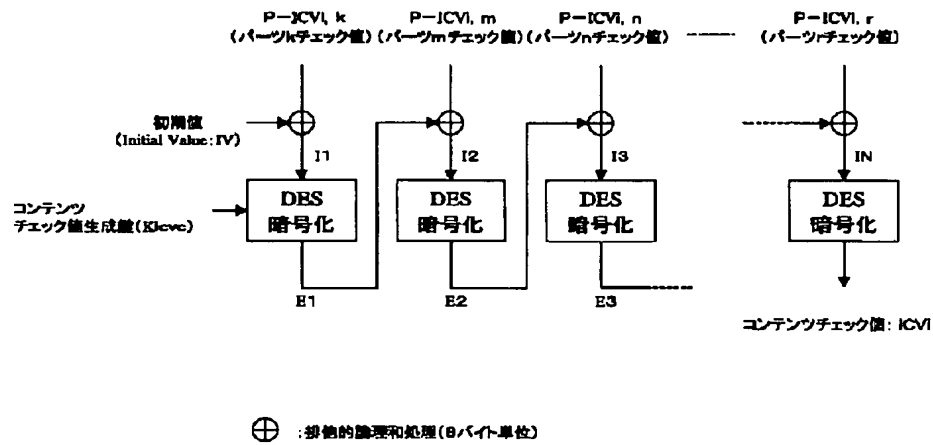 P-ICVi, k
(パーツkチェック値)
P-ICVi, m
(パーツmチェック値)
P-ICVi, n
(パーツnチェック値)
P-ICVi, r
(パーツrチェック値)
初期値
(Initial Value:IV)
I1
I2
I3
IN
DES
暗号化
DES
暗号化
DES
暗号化
DES
暗号化
コンテンツ
チェック値生成鍵(Kicvc)
E1
E2
E3
コンテンツチェック値: ICVi
⊕ :排他的論理和処理(8バイト単位)